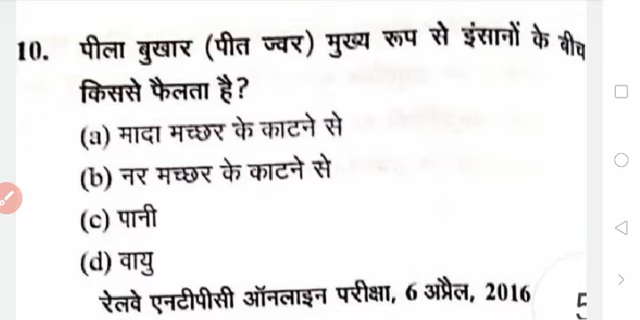 10. पीला बुखार (पीत ज्वर) मुख्य रूप से इंसानों के बीच
किससे फैलता है?
(a) मादा मच्छर के काटने से
(b) नर मच्छर के काटने से
(c) पानी
(d) वायु
रेलवे एनटीपीसी ऑनलाइन परीक्षा, 6 अप्रैल, 2016